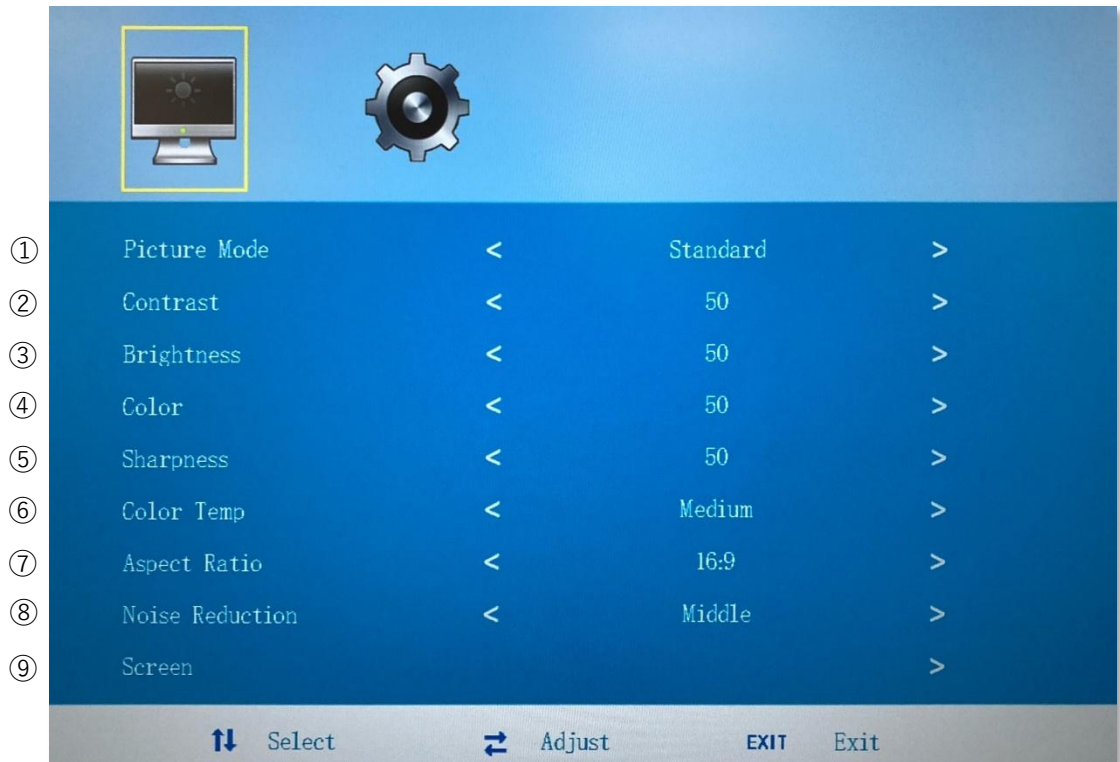 ① Picture Mode < Standard >
② Contrast < 50 >
③ Brightness < 50 >
④ Color < 50 >
⑤ Sharpness < 50 >
⑥ Color Temp < Medium >
⑦ Aspect Ratio < 16:9 >
⑧ Noise Reduction < Middle >
⑨ Screen >
Select Adjust EXIT Exit